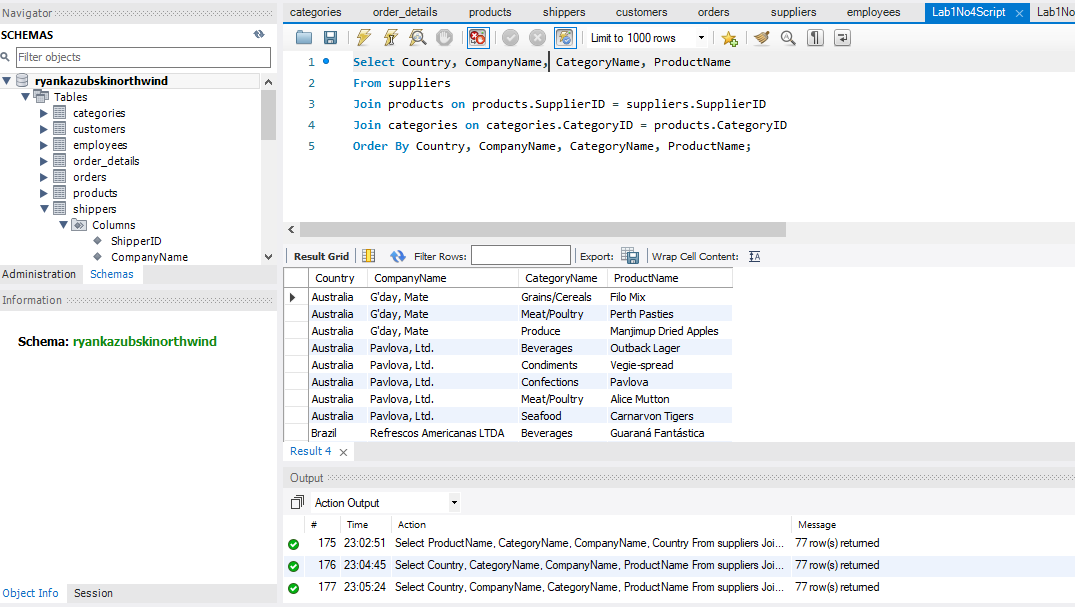 Navigator
SCHEMAS
Filter objects
ryankazubskinorthwind
Tables
categories
customers
employees
order_details
orders
products
shippers
Columns
ShipperID
CompanyName
Administration Schemas
Information
Schema: ryankazubskinorthwind
Object Info Session
categories order_details products shippers customers orders suppliers employees Lab1No4Script Lab1No
Limit to 1000 rows
1 Select Country, CompanyName, CategoryName, ProductName
2 From suppliers
3 Join products on products.SupplierID = suppliers.SupplierID
4 Join categories on categories.CategoryID = products.CategoryID
5 Order By Country, CompanyName, CategoryName, ProductName;
Result Grid Filter Rows: Export: Wrap Cell Content:
Country CompanyName CategoryName ProductName
Australia G'day, Mate Grains/Cereals Filo Mix
Australia G'day, Mate Meat/Poultry Perth Pasties
Australia G'day, Mate Produce Manjimup Dried Apples
Australia Pavlova, Ltd. Beverages Outback Lager
Australia Pavlova, Ltd. Condiments Vegie-spread
Australia Pavlova, Ltd. Confections Pavlova
Australia Pavlova, Ltd. Meat/Poultry Alice Mutton
Australia Pavlova, Ltd. Seafood Carnarvon Tigers
Brazil Refrescos Americanas LTDA Beverages Guaraná Fantástica
Result 4
Output
Action Output
# Time Action Message
175 23:02:51 Select ProductName, CategoryName, CompanyName, Country From suppliers Joi... 77 row(s) returned
176 23:04:45 Select Country, CategoryName, CompanyName, ProductName From suppliers Joi... 77 row(s) returned
177 23:05:24 Select Country, CompanyName, CategoryName, ProductName From suppliers Joi... 77 row(s) returned